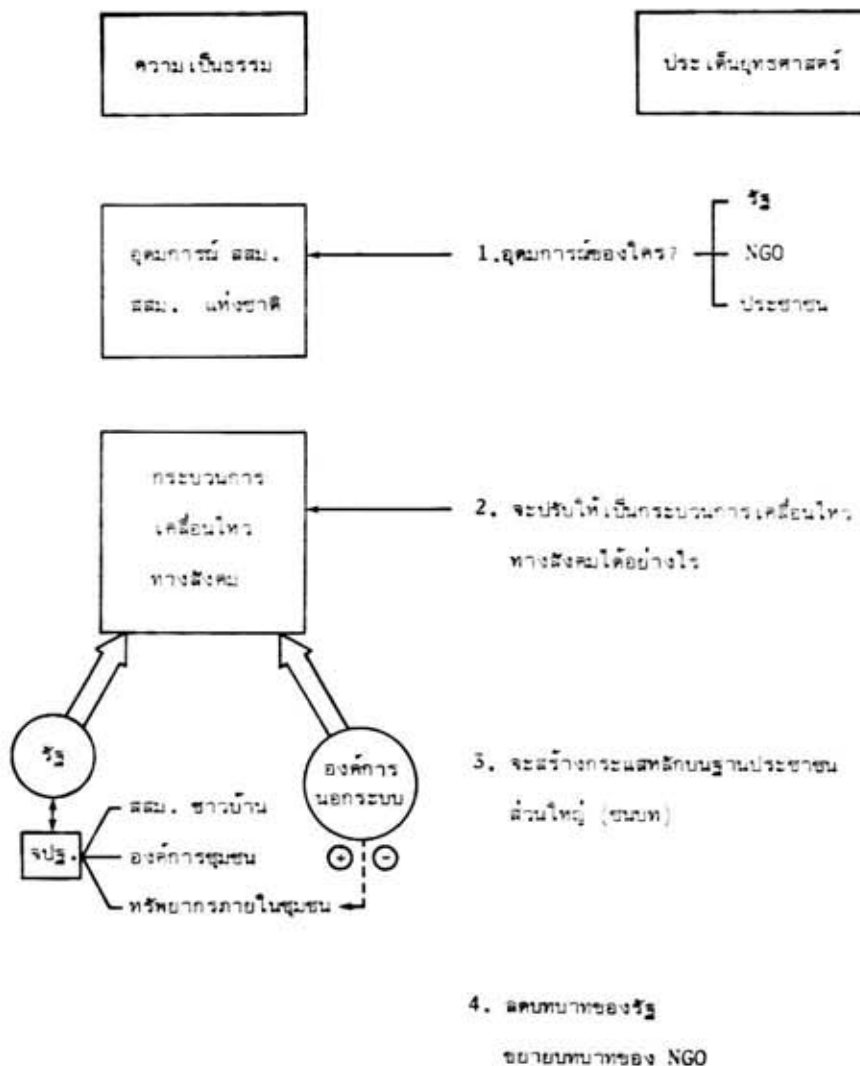 ความเป็นธรรม
ประเด็นยุทธศาสตร์
อุดมการณ์ สสม.
สสม. แห่งชาติ
1.อุดมการณ์ของใคร?
รัฐ
NGO
ประชาชน
กระบวนการ
เคลื่อนไหว
ทางสังคม
2. จะปรับให้เป็นกระบวนการเคลื่อนไหว
ทางสังคมได้อย่างไร
รัฐ
องค์การ
นอกระบบ
จปฐ.
สสม. ชาวบ้าน
องค์การชุมชน
ทรัพยากรภายในชุมชน
+ -
3. จะสร้างกระแสหลักบนฐานประชาชน
ส่วนใหญ่ (ชนบท)
4. ลดบทบาทของรัฐ
ขยายบทบาทของ NGO